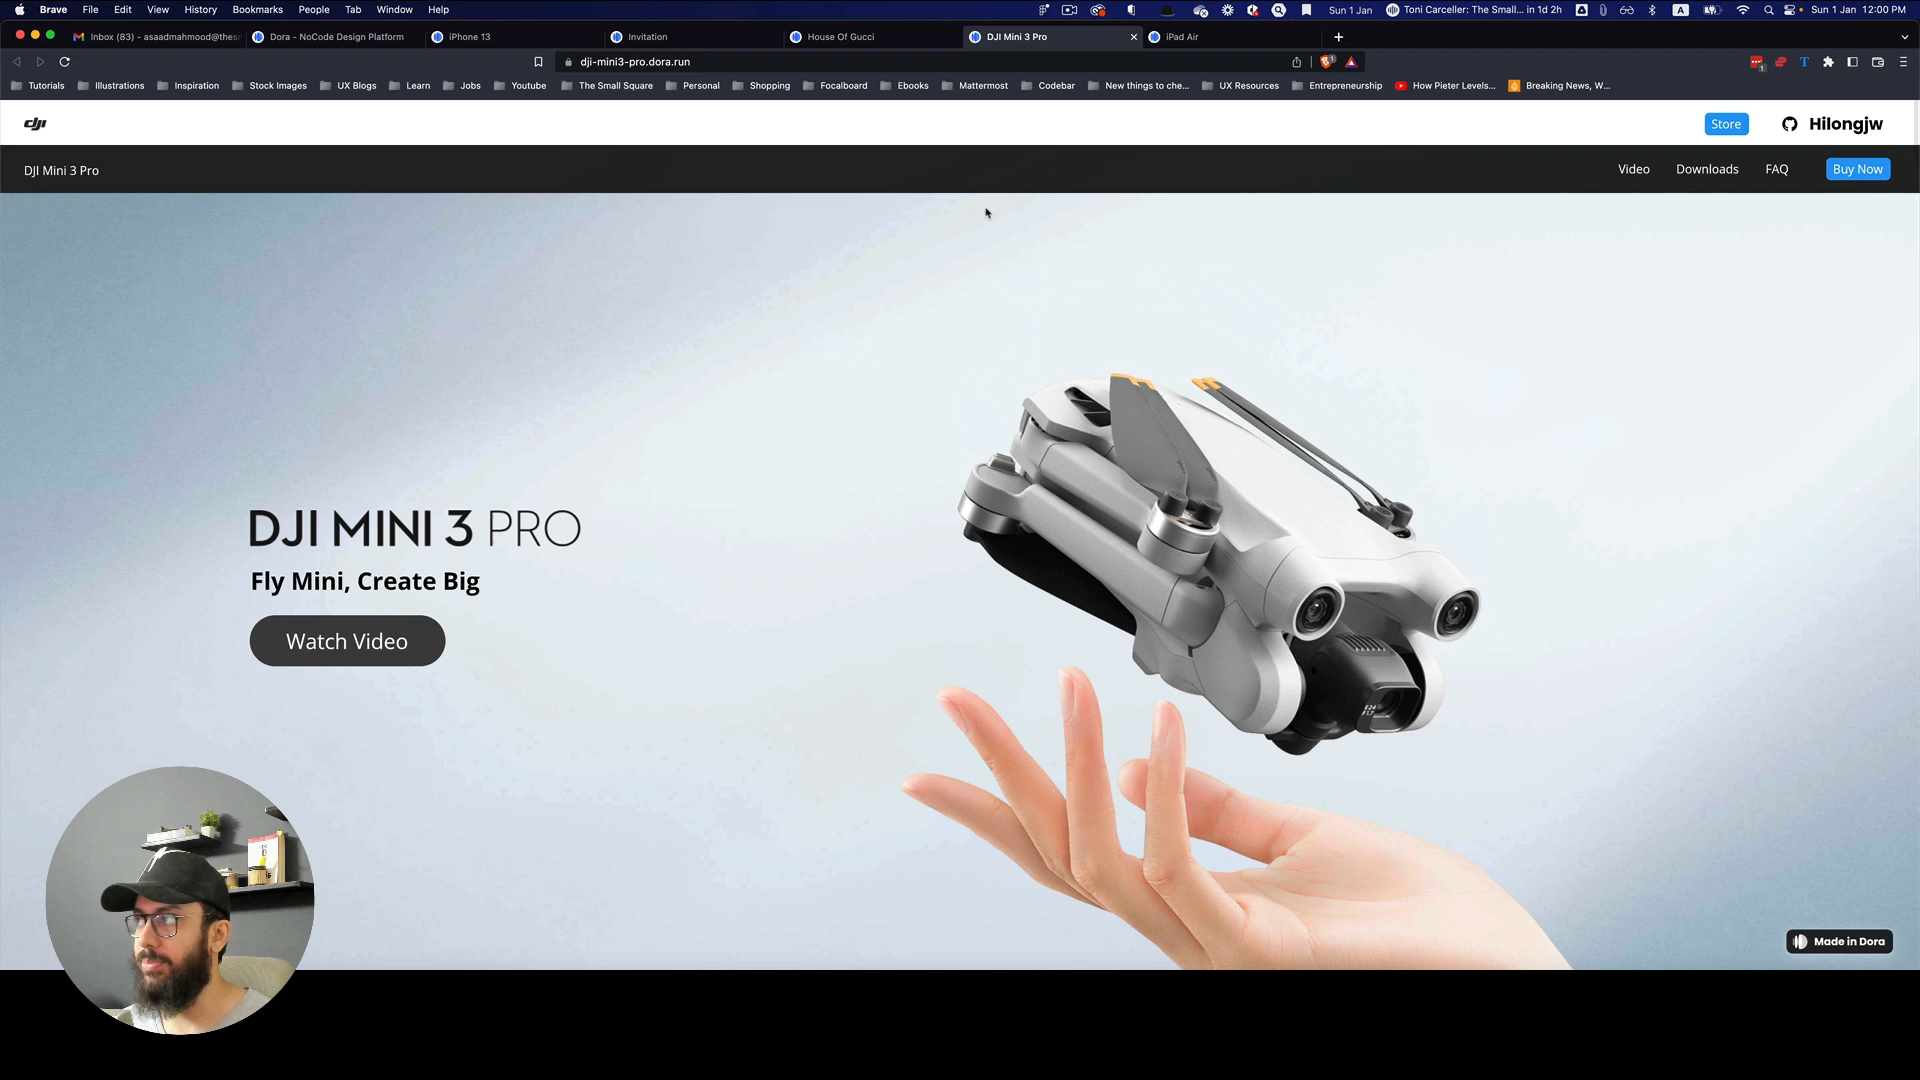 Brave File Edit View History Bookmarks People Tab Window Help Sun 1 Jan Toni Carceller: The Small... in 1d 2h A Sun 1 Jan 12:00 PM
Inbox (83) - asaadmahmood@thesm Dora - NoCode Design Platform iPhone 13 Invitation House Of Gucci DJI Mini 3 Pro iPad Air
dji-mini3-pro.dora.run
Tutorials Illustrations Inspiration Stock Images UX Blogs Learn Jobs Youtube The Small Square Personal Shopping Focalboard Ebooks Mattermost Codebar New things to che... UX Resources Entrepreneurship How Pieter Levels... Breaking News, W...
dji Store Hilongjw
DJI Mini 3 Pro Video Downloads FAQ Buy Now
DJI MINI 3 PRO
Fly Mini, Create Big
Watch Video
Made in Dora